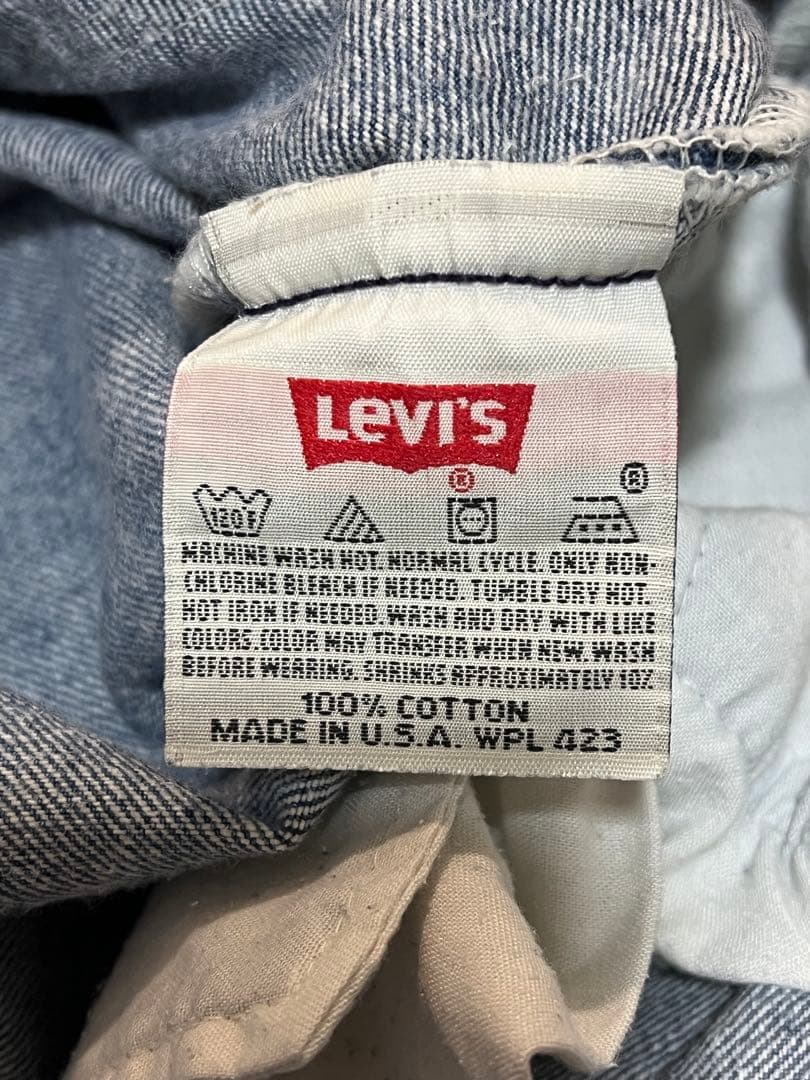 Levi's
®
®
120F
MACHINE WASH HOT. NORMAL CYCLE. ONLY NON-
CHLORINE BLEACH IF NEEDED. TUMBLE DRY HOT.
HOT IRON IF NEEDED. WASH AND DRY WITH LIKE
COLORS. COLOR MAY TRANSFER WHEN NEW. WASH
BEFORE WEARING. SHRINKS APPROXIMATELY 10%
100% COTTON
MADE IN U.S.A. WPL 423